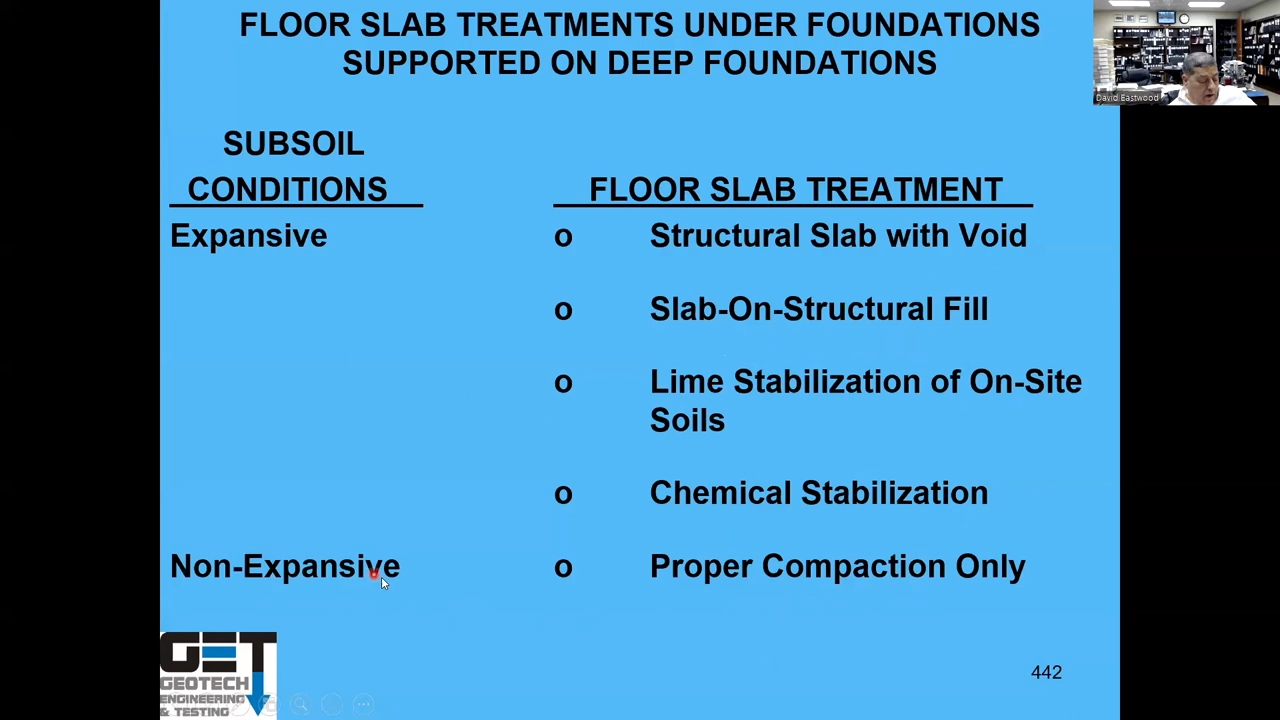 FLOOR SLAB TREATMENTS UNDER FOUNDATIONS
SUPPORTED ON DEEP FOUNDATIONS
David Eastwood
SUBSOIL
CONDITIONS
FLOOR SLAB TREATMENT
Expansive
o Structural Slab with Void
o Slab-On-Structural Fill
o Lime Stabilization of On-Site
Soils
o Chemical Stabilization
Non-Expansive
o Proper Compaction Only
GET
GEOTECH
ENGINEERING
& TESTING
442